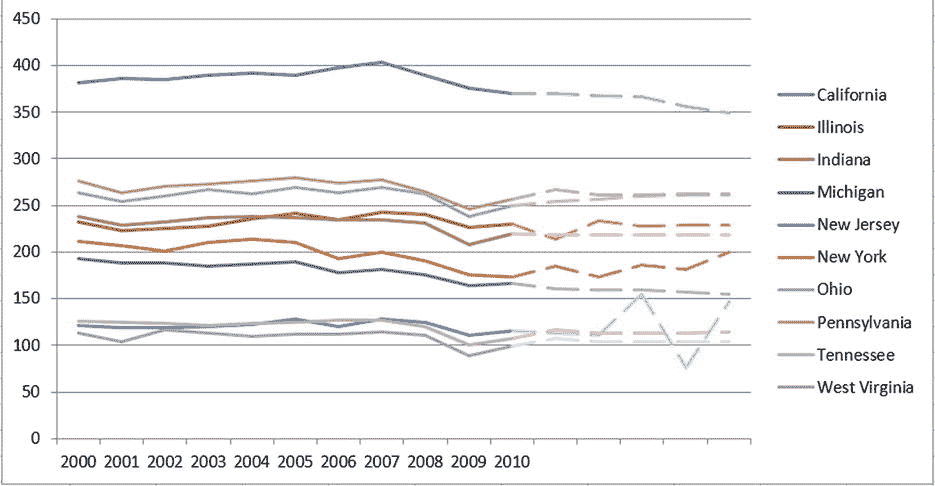 450
400
350
300
250
200
150
100
50
0
2000 2001 2002 2003 2004 2005 2006 2007 2008 2009 2010
California
Illinois
Indiana
Michigan
New Jersey
New York
Ohio
Pennsylvania
Tennessee
West Virginia